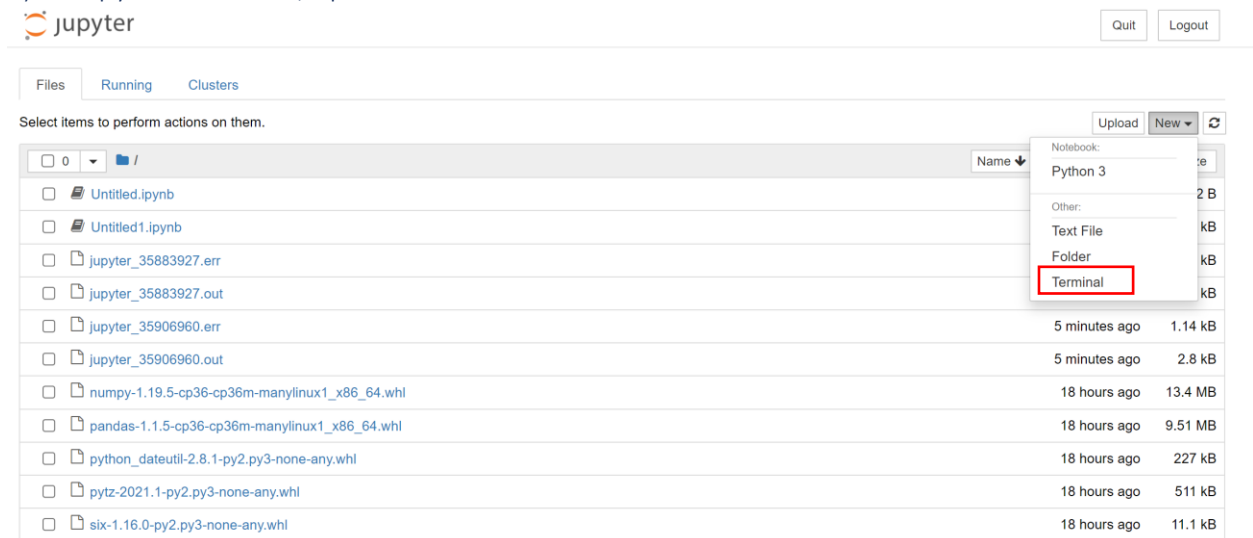 jupyter
Quit Logout
Files Running Clusters
Select items to perform actions on them.
Upload New
0 / Name
Notebook:
Python 3
Other:
Text File
Folder
Terminal
Untitled.ipynb 2 B
Untitled1.ipynb kB
jupyter_35883927.err kB
jupyter_35883927.out kB
jupyter_35906960.err 5 minutes ago 1.14 kB
jupyter_35906960.out 5 minutes ago 2.8 kB
numpy-1.19.5-cp36-cp36m-manylinux1_x86_64.whl 18 hours ago 13.4 MB
pandas-1.1.5-cp36-cp36m-manylinux1_x86_64.whl 18 hours ago 9.51 MB
python_dateutil-2.8.1-py2.py3-none-any.whl 18 hours ago 227 kB
pytz-2021.1-py2.py3-none-any.whl 18 hours ago 511 kB
six-1.16.0-py2.py3-none-any.whl 18 hours ago 11.1 kB